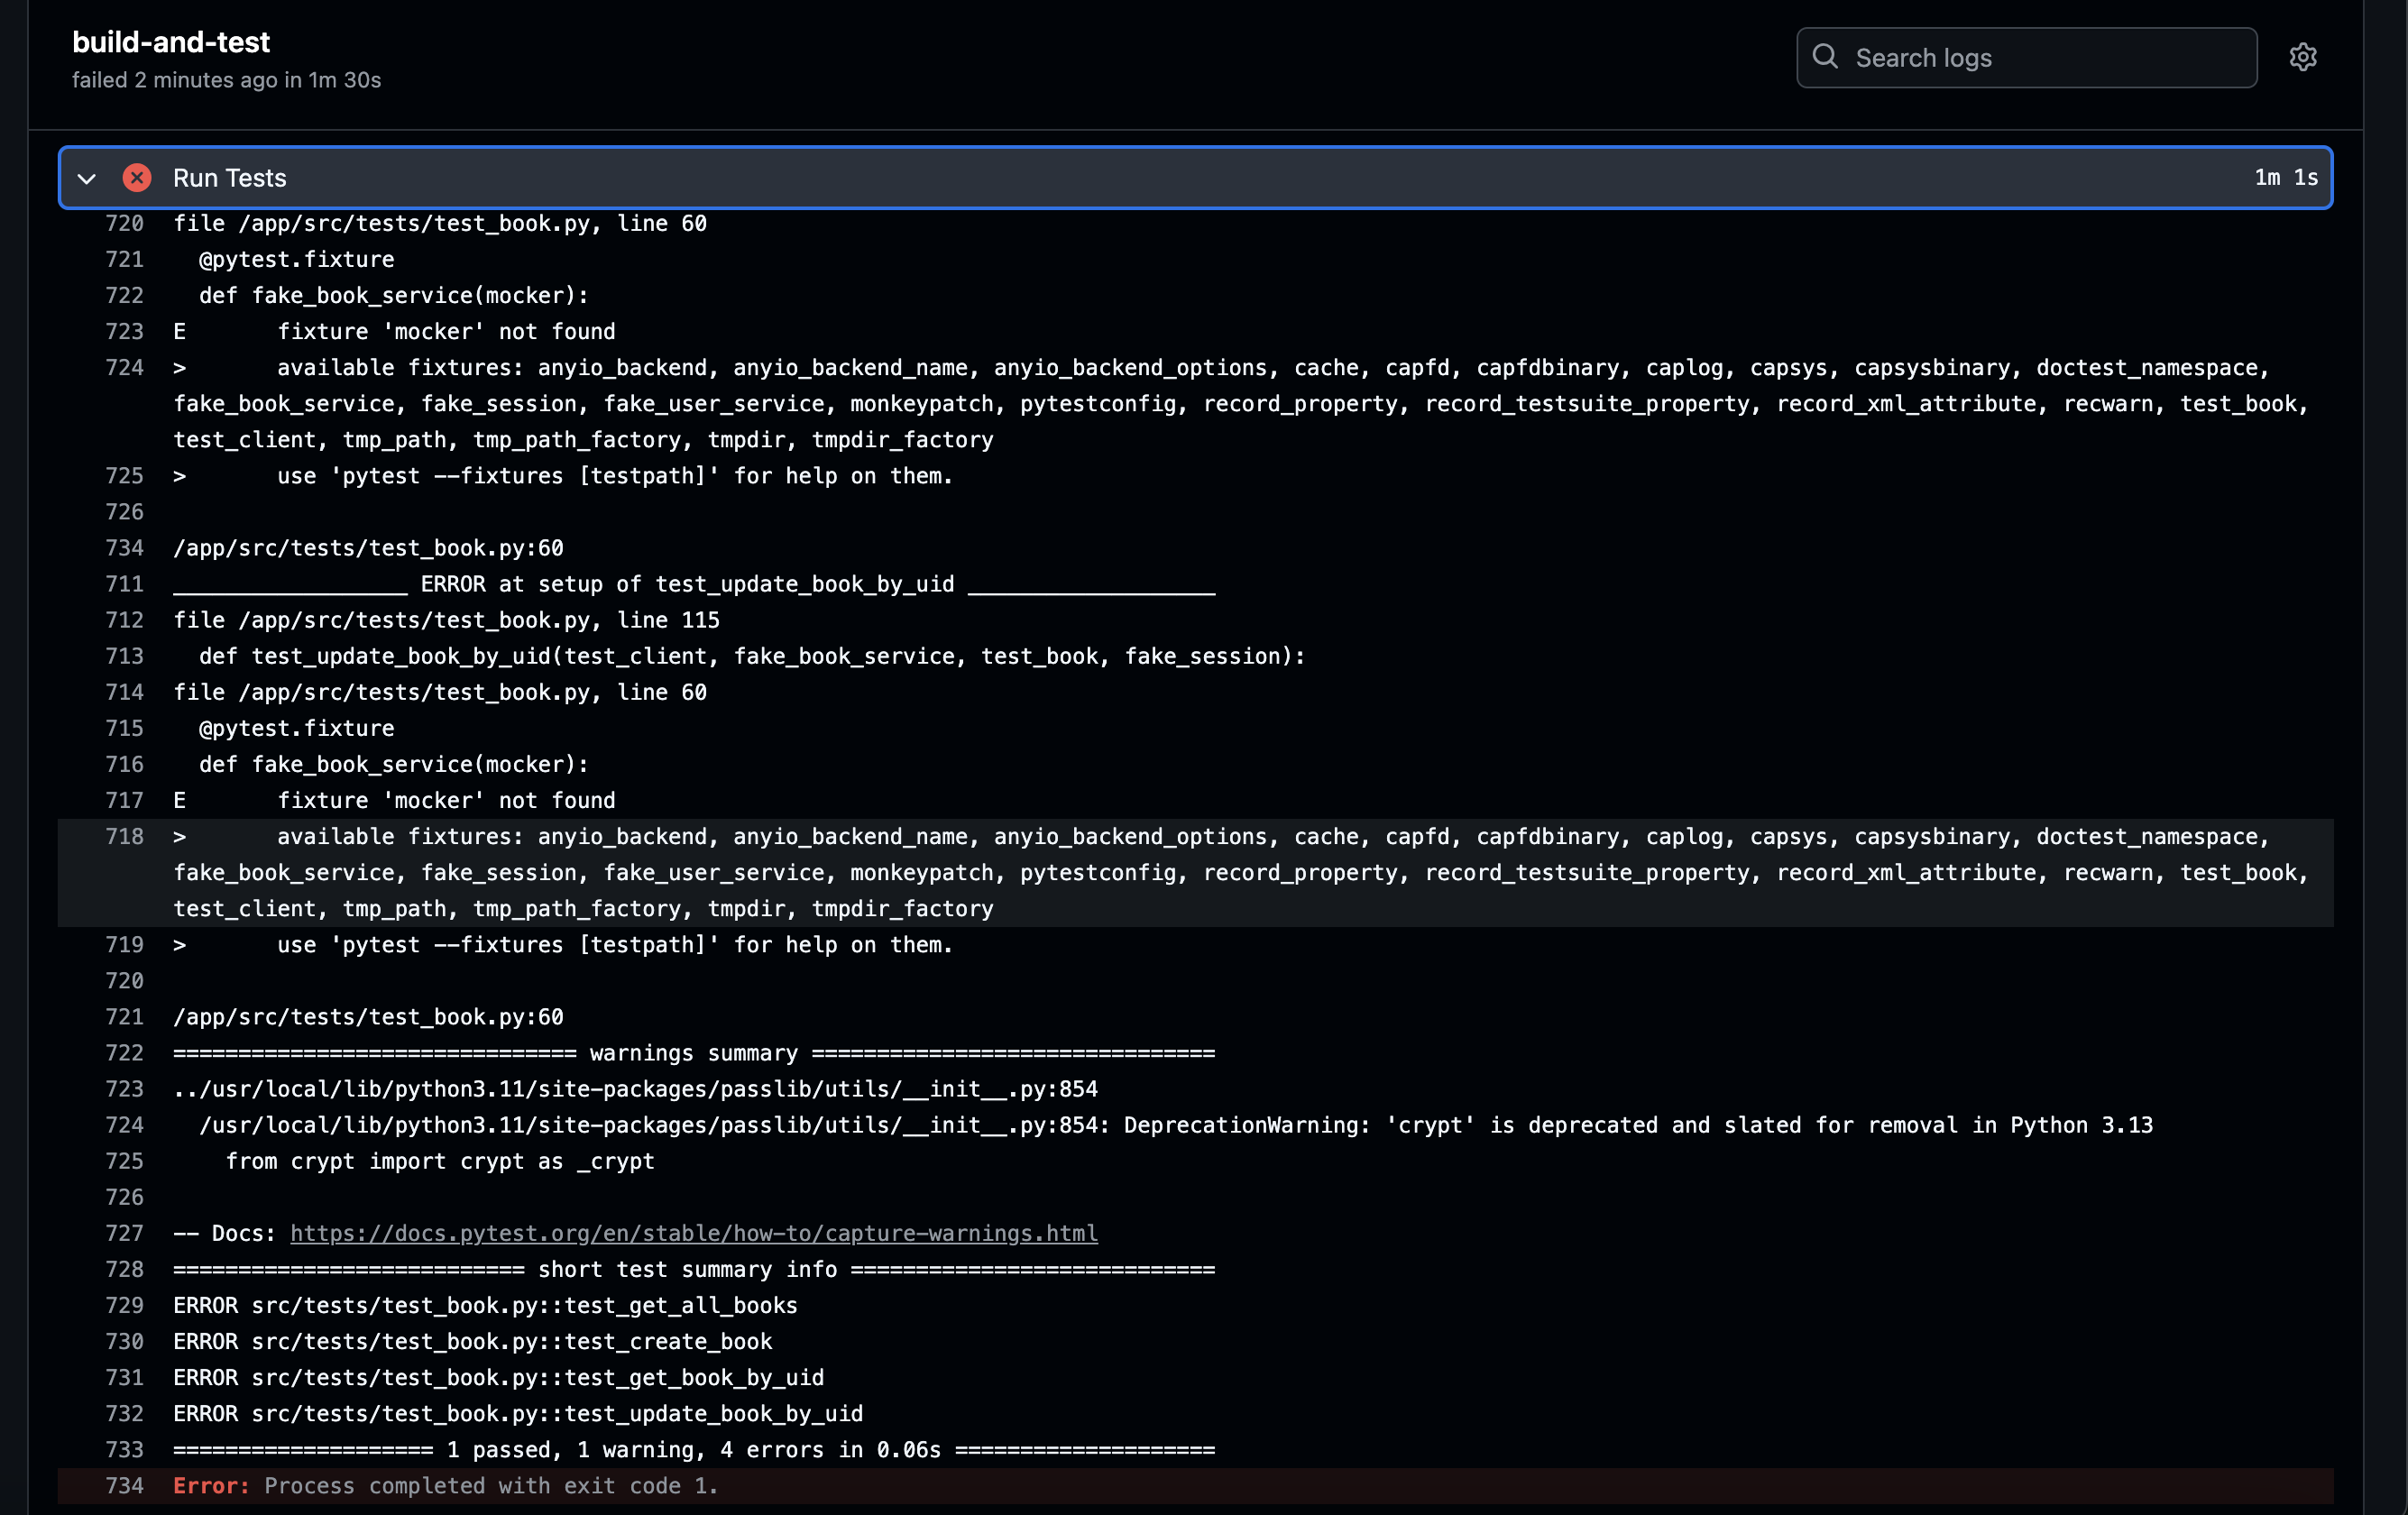 build-and-test
failed 2 minutes ago in 1m 30s
Search logs
Run Tests 1m 1s
720 file /app/src/tests/test_book.py, line 60
721   @pytest.fixture
722   def fake_book_service(mocker):
723 E       fixture 'mocker' not found
724 >       available fixtures: anyio_backend, anyio_backend_name, anyio_backend_options, cache, capfd, capfdbinary, caplog, capsys, capsysbinary, doctest_namespace,
fake_book_service, fake_session, fake_user_service, monkeypatch, pytestconfig, record_property, record_testsuite_property, record_xml_attribute, recwarn, test_book,
test_client, tmp_path, tmp_path_factory, tmpdir, tmpdir_factory
725 >       use 'pytest --fixtures [testpath]' for help on them.
726
734 /app/src/tests/test_book.py:60
711 __________________ ERROR at setup of test_update_book_by_uid ___________________
712 file /app/src/tests/test_book.py, line 115
713   def test_update_book_by_uid(test_client, fake_book_service, test_book, fake_session):
714 file /app/src/tests/test_book.py, line 60
715   @pytest.fixture
716   def fake_book_service(mocker):
717 E       fixture 'mocker' not found
718 >       available fixtures: anyio_backend, anyio_backend_name, anyio_backend_options, cache, capfd, capfdbinary, caplog, capsys, capsysbinary, doctest_namespace,
fake_book_service, fake_session, fake_user_service, monkeypatch, pytestconfig, record_property, record_testsuite_property, record_xml_attribute, recwarn, test_book,
test_client, tmp_path, tmp_path_factory, tmpdir, tmpdir_factory
719 >       use 'pytest --fixtures [testpath]' for help on them.
720
721 /app/src/tests/test_book.py:60
722 =============================== warnings summary ===============================
723 ../usr/local/lib/python3.11/site-packages/passlib/utils/__init__.py:854
724   /usr/local/lib/python3.11/site-packages/passlib/utils/__init__.py:854: DeprecationWarning: 'crypt' is deprecated and slated for removal in Python 3.13
725     from crypt import crypt as _crypt
726
727 -- Docs: https://docs.pytest.org/en/stable/how-to/capture-warnings.html
728 =========================== short test summary info ============================
729 ERROR src/tests/test_book.py::test_get_all_books
730 ERROR src/tests/test_book.py::test_create_book
731 ERROR src/tests/test_book.py::test_get_book_by_uid
732 ERROR src/tests/test_book.py::test_update_book_by_uid
733 ==================== 1 passed, 1 warning, 4 errors in 0.06s ====================
734 Error: Process completed with exit code 1.